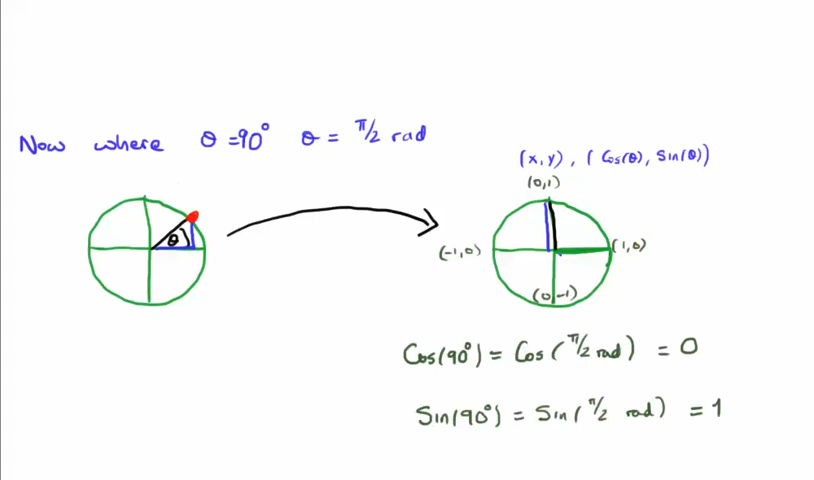 Now where θ = 90° θ = π/2 rad
(x, y), (Cos(θ), Sin(θ))
(0,1)
θ
(-1,0)
(1,0)
(0,-1)
Cos(90°) = Cos(π/2 rad) = 0
Sin(90°) = Sin(π/2 rad) = 1